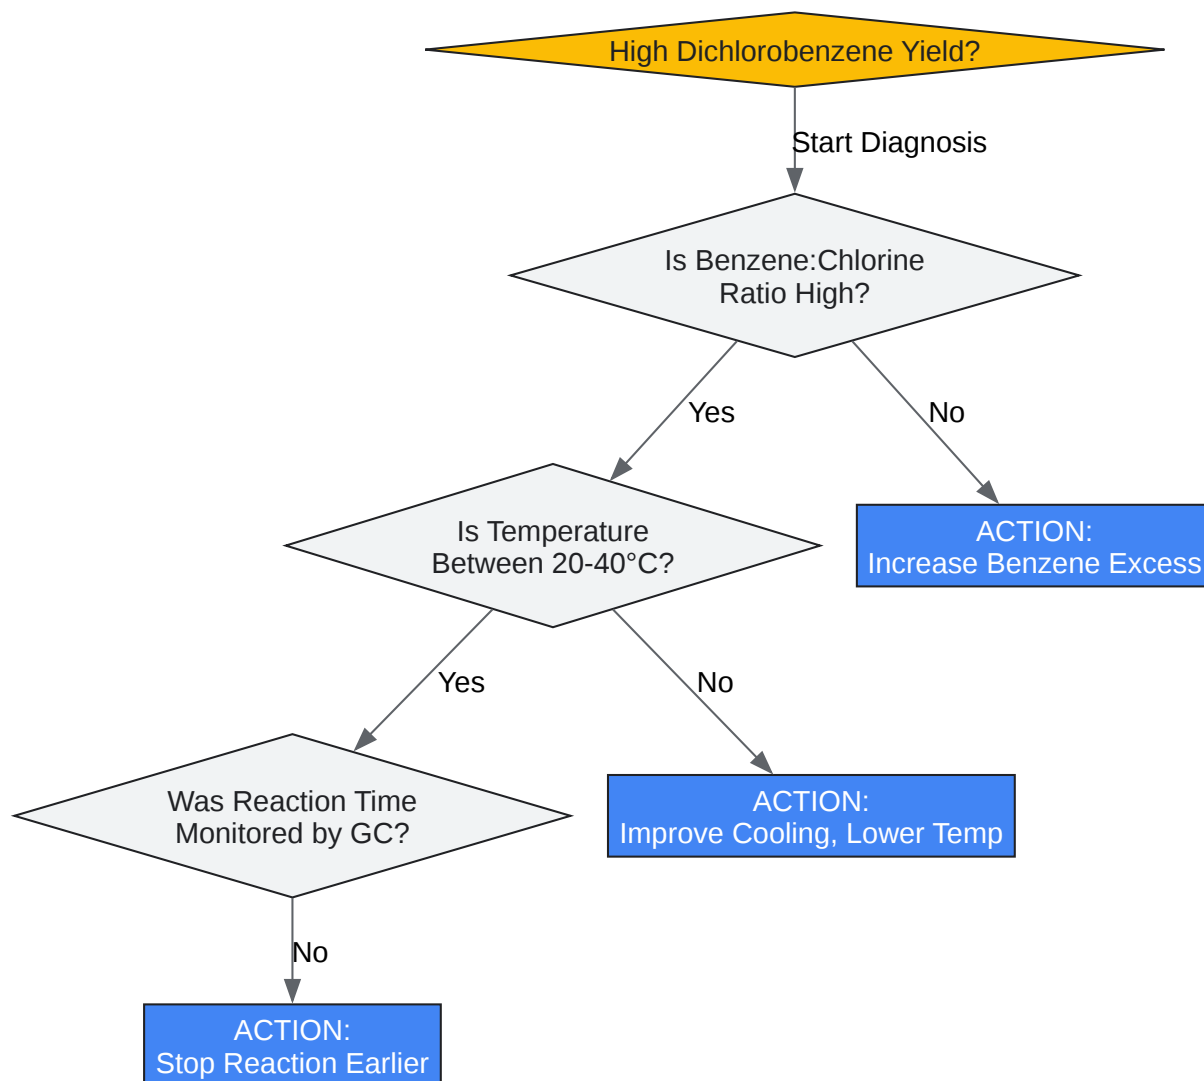 High Dichlorobenzene Yield?
Start Diagnosis
Is Benzene:Chlorine
Ratio High?
Yes
No
Is Temperature
Between 20-40°C?
ACTION:
Increase Benzene Excess
Yes
No
Was Reaction Time
Monitored by GC?
ACTION:
Improve Cooling, Lower Temp
No
ACTION:
Stop Reaction Earlier